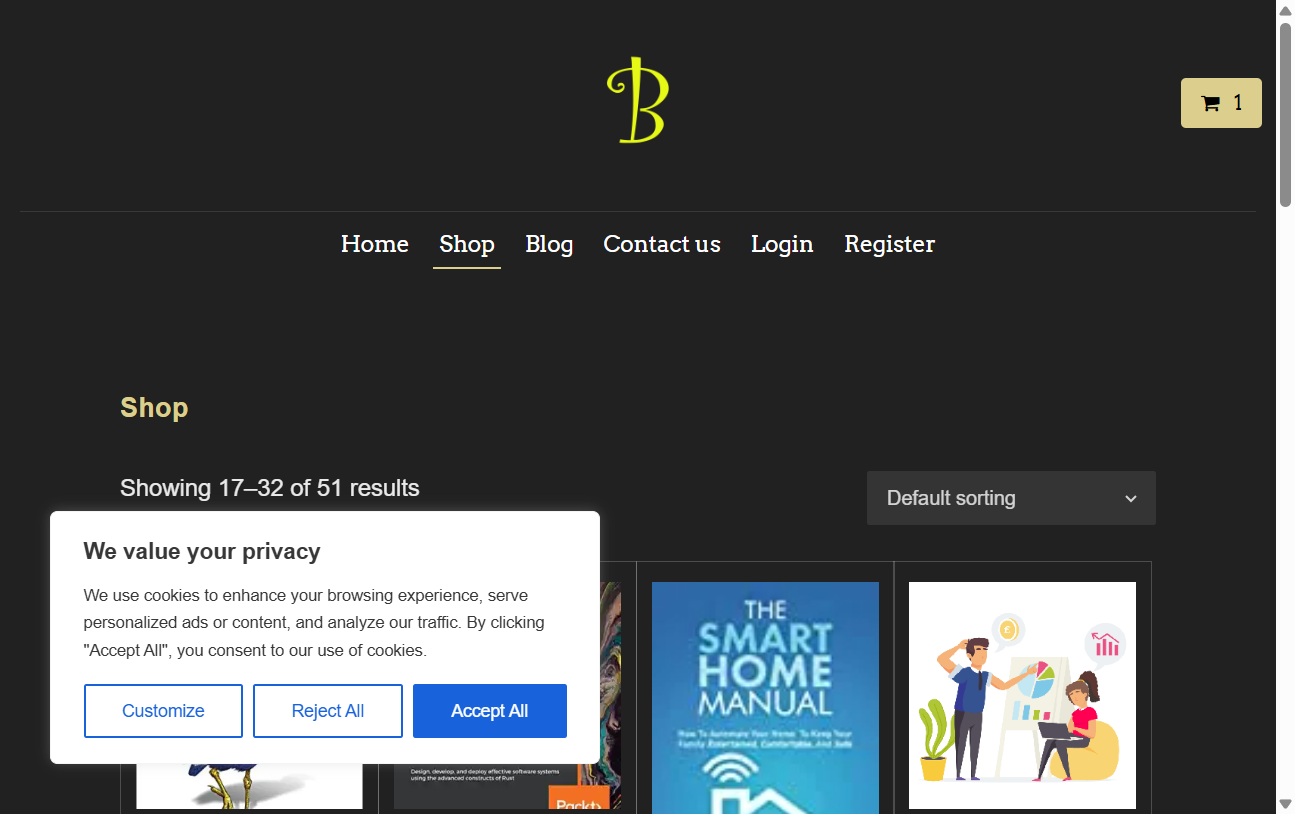 B
1
Home Shop Blog Contact us Login Register
Shop
Showing 17–32 of 51 results
Default sorting
We value your privacy
We use cookies to enhance your browsing experience, serve
personalized ads or content, and analyze our traffic. By clicking
"Accept All", you consent to our use of cookies.
Customize Reject All Accept All
Design, develop, and deploy effective software systems
using the advanced constructs of Rust
Packt>
THE
SMART
HOME
MANUAL
How To Automate Your Home To Keep Your
Family Entertained, Comfortable, And Safe